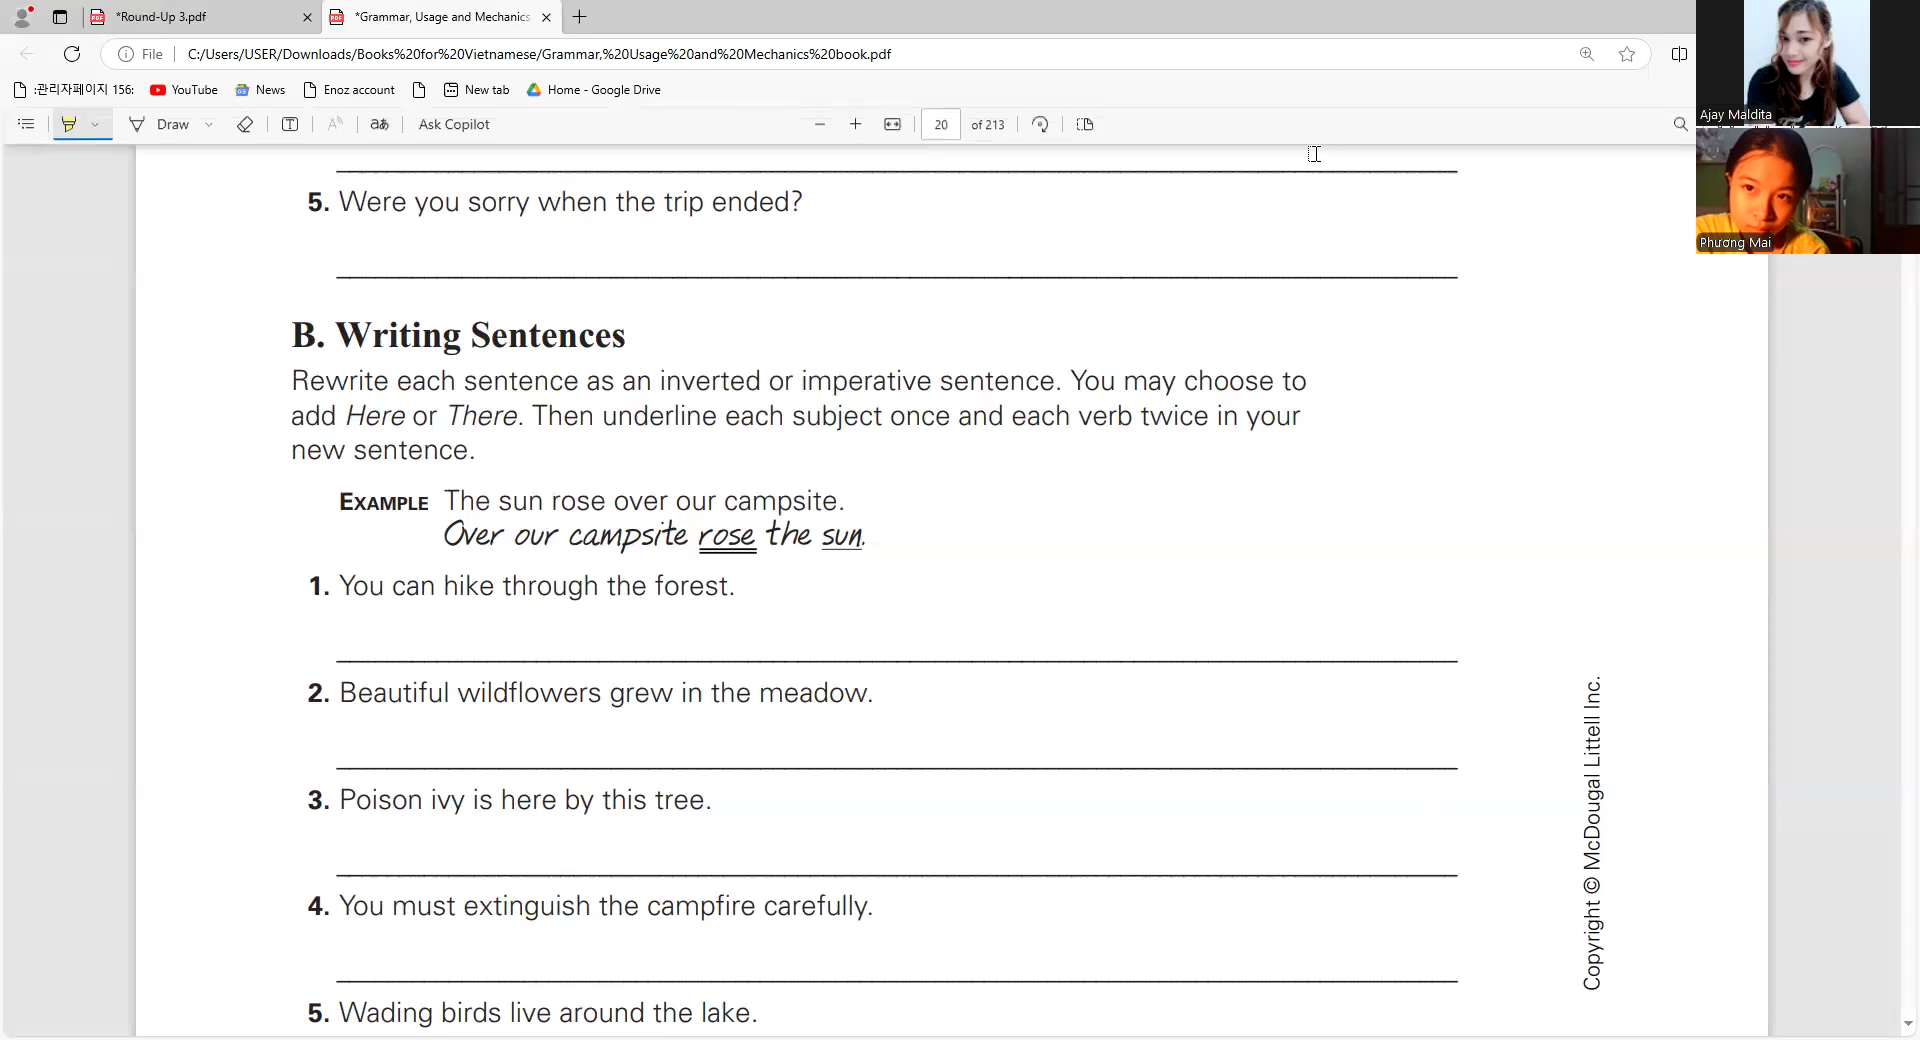 *Round-Up 3.pdf
*Grammar, Usage and Mechanics
File
C:/Users/USER/Downloads/Books%20for%20Vietnamese/Grammar,%20Usage%20and%20Mechanics%20book.pdf
:관리자페이지 156:
YouTube
News
Enoz account
New tab
Home - Google Drive
Draw
Ask Copilot
20 of 213
Ajay Maldita
Phương Mai
5. Were you sorry when the trip ended?
B. Writing Sentences
Rewrite each sentence as an inverted or imperative sentence. You may choose to
add Here or There. Then underline each subject once and each verb twice in your
new sentence.
EXAMPLE The sun rose over our campsite.
Over our campsite rose the sun.
1. You can hike through the forest.
2. Beautiful wildflowers grew in the meadow.
3. Poison ivy is here by this tree.
4. You must extinguish the campfire carefully.
5. Wading birds live around the lake.
Copyright © McDougal Littell Inc.